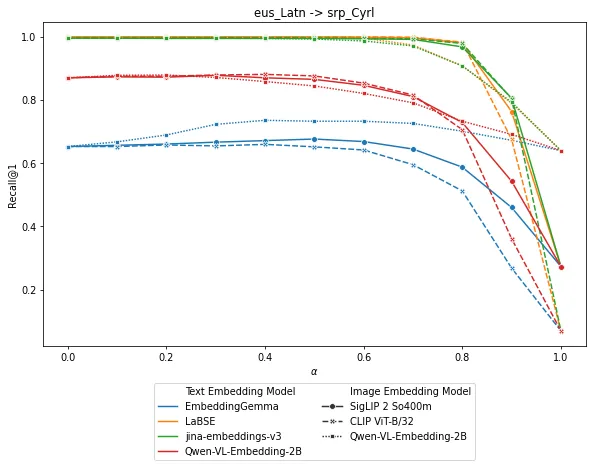 eus_Latn -> srp_Cyrl
Recall@1
1.0
0.8
0.6
0.4
0.2
0.0 0.2 0.4 0.6 0.8 1.0
α
Text Embedding Model
EmbeddingGemma
LaBSE
jina-embeddings-v3
Qwen-VL-Embedding-2B
Image Embedding Model
SigLIP 2 So400m
CLIP ViT-B/32
Qwen-VL-Embedding-2B